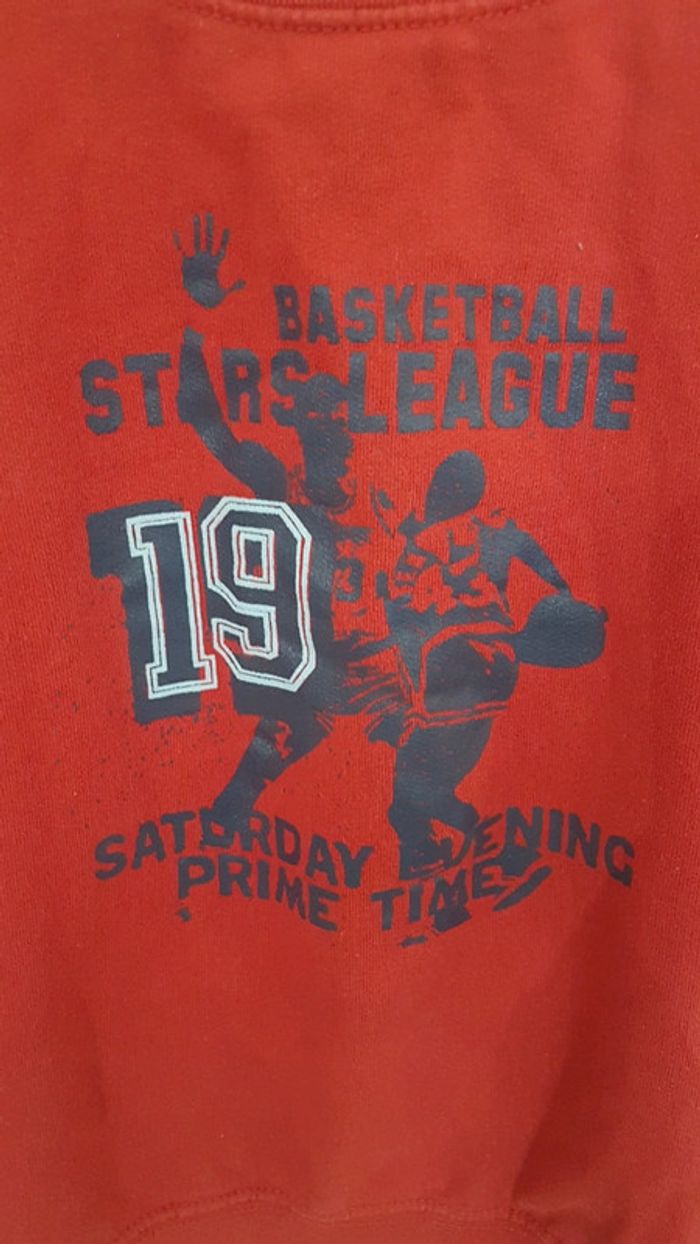 BASKETBALL
STARS LEAGUE
19
SATURDAY EVENING
PRIME TIME